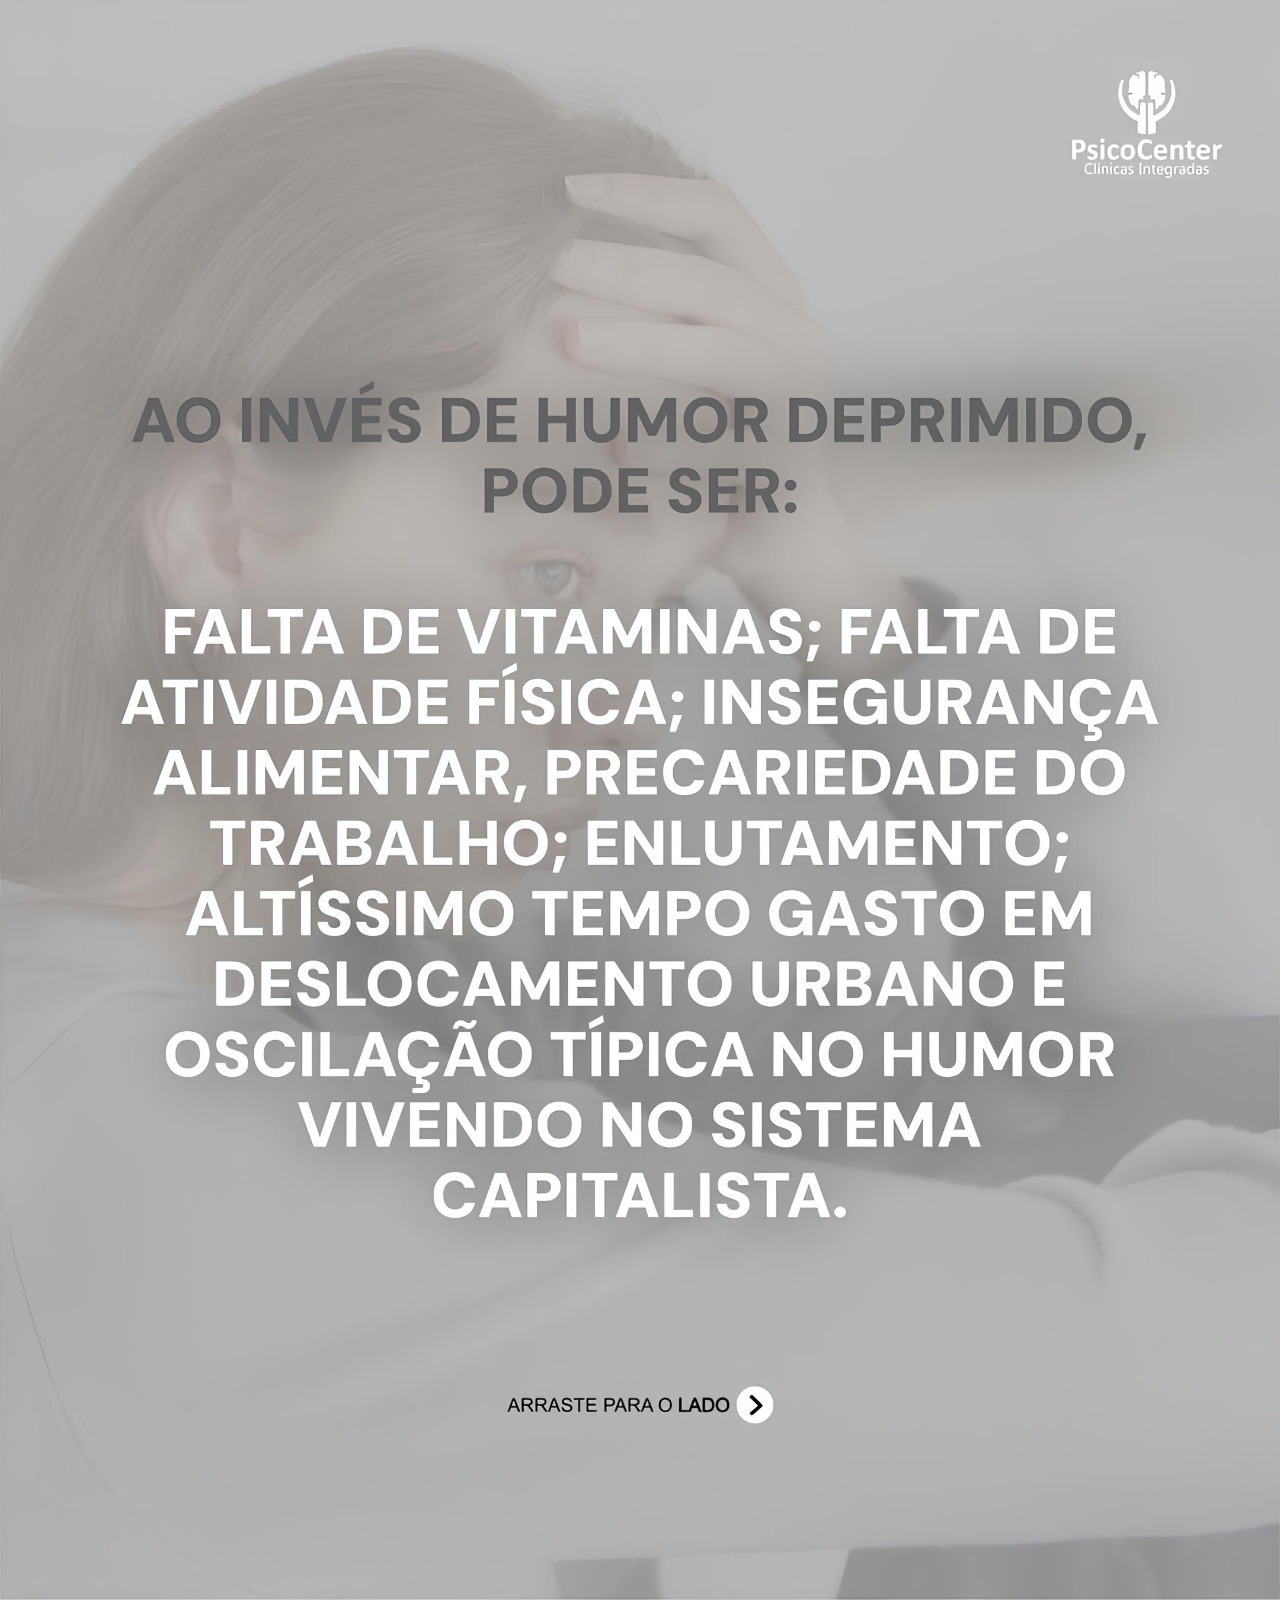 PsicoCenter
Clínicas Integradas
AO INVÉS DE HUMOR DEPRIMIDO,
PODE SER:
FALTA DE VITAMINAS; FALTA DE
ATIVIDADE FÍSICA; INSEGURANÇA
ALIMENTAR, PRECARIEDADE DO
TRABALHO; ENLUTAMENTO;
ALTÍSSIMO TEMPO GASTO EM
DESLOCAMENTO URBANO E
OSCILAÇÃO TÍPICA NO HUMOR
VIVENDO NO SISTEMA
CAPITALISTA.
ARRASTE PARA O LADO